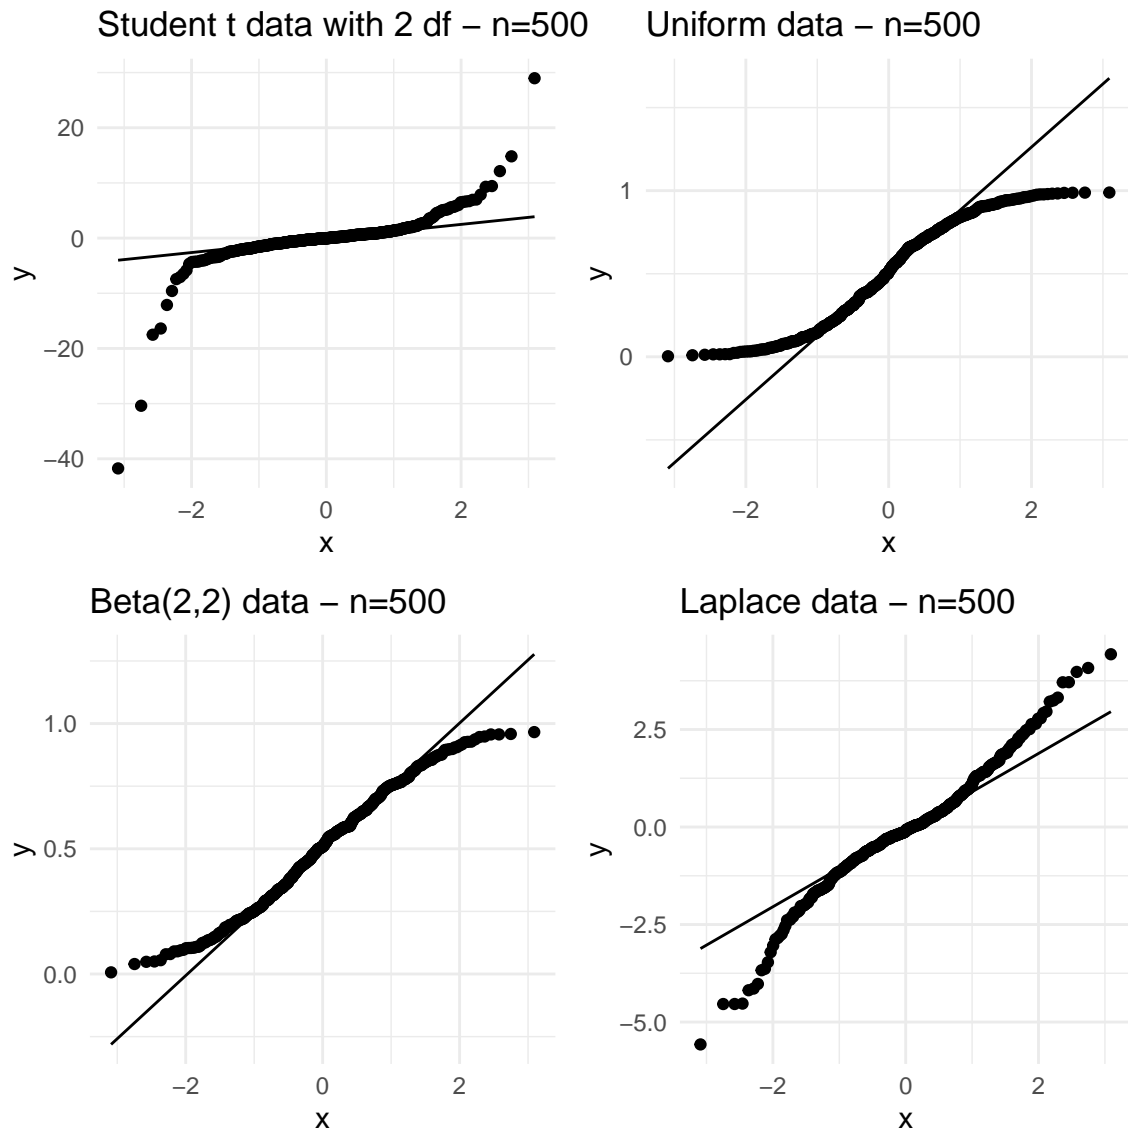 Student t data with 2 df – n=500
20
0
−20
−40
y
−2 0 2
x
Uniform data – n=500
1
0
y
−2 0 2
x
Beta(2,2) data – n=500
1.0
0.5
0.0
y
−2 0 2
x
Laplace data – n=500
2.5
0.0
−2.5
−5.0
y
−2 0 2
x